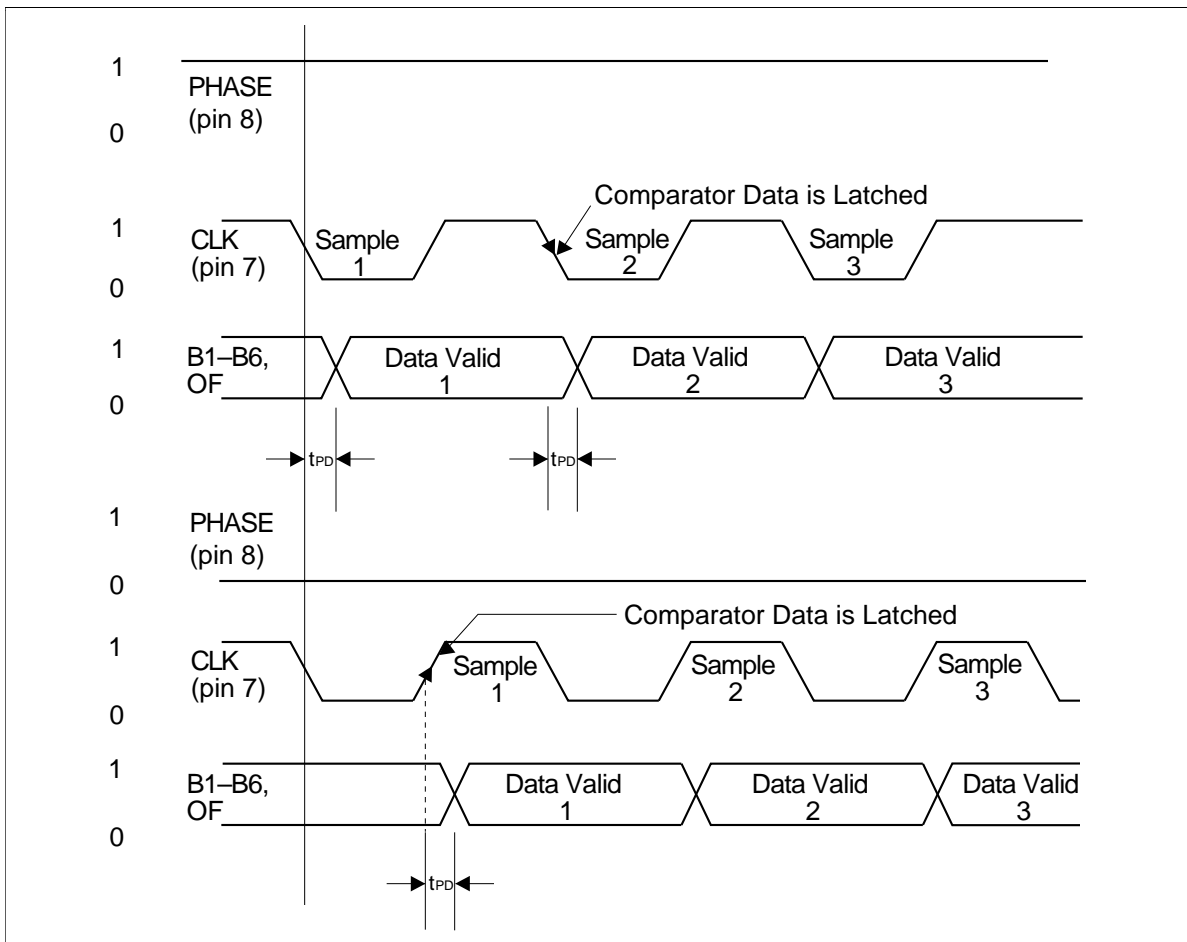 1
PHASE
(pin 8)
0
Comparator Data is Latched
1
CLK
(pin 7)
0
Sample
1
Sample
2
Sample
3
1
B1–B6,
OF
0
Data Valid
1
Data Valid
2
Data Valid
3
tPD
tPD
1
PHASE
(pin 8)
0
Comparator Data is Latched
1
CLK
(pin 7)
0
Sample
1
Sample
2
Sample
3
1
B1–B6,
OF
0
Data Valid
1
Data Valid
2
Data Valid
3
tPD